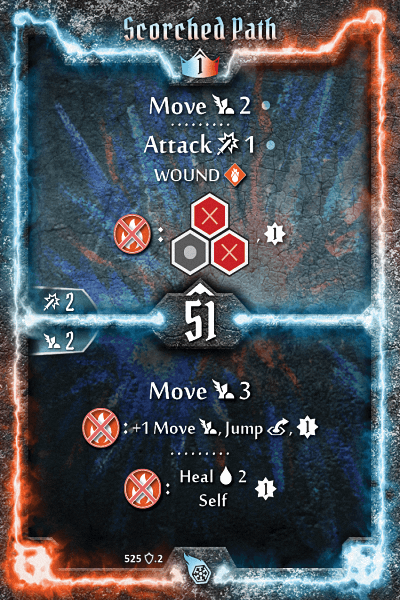 Scorched Path
1
Move 2
Attack 1
WOUND
: , 1
2
51
2
Move 3
: +1 Move , Jump , 1
: Heal 2 1
Self
525 .2